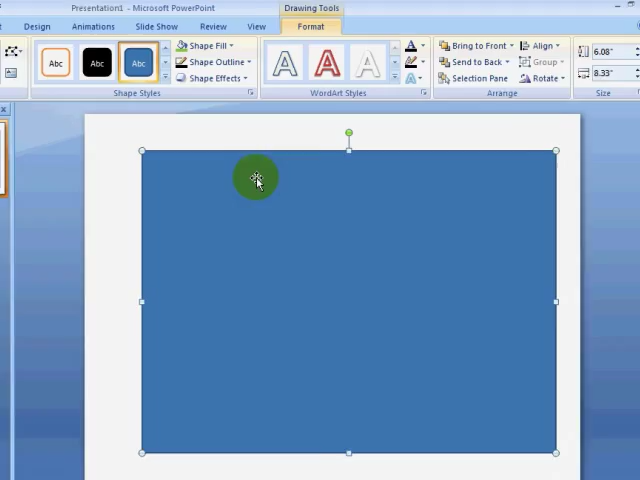 Presentation1 - Microsoft PowerPoint
Drawing Tools
Design
Animations
Slide Show
Review
View
Format
Abc
Abc
Abc
Shape Fill
Shape Outline
Shape Effects
A
A
A
A
A
Bring to Front
Send to Back
Selection Pane
Align
Group
Rotate
6.08"
8.33"
Shape Styles
WordArt Styles
Arrange
Size